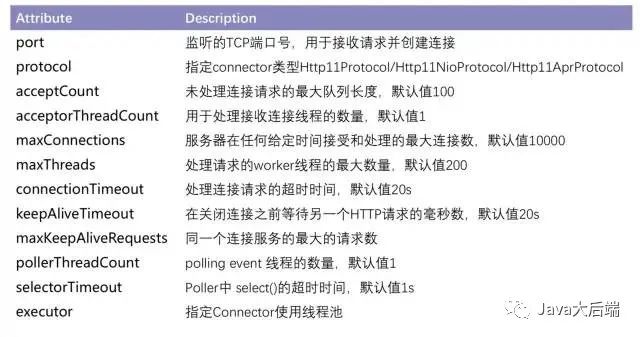 Attribute Description
port 监听的TCP端口号，用于接收请求并创建连接
protocol 指定connector类型Http11Protocol/Http11NioProtocol/Http11AprProtocol
acceptCount 未处理连接请求的最大队列长度，默认值100
acceptorThreadCount 用于处理接收连接线程的数量，默认值1
maxConnections 服务器在任何给定时间接受和处理的最大连接数，默认值10000
maxThreads 处理请求的worker线程的最大数量，默认值200
connectionTimeout 处理连接请求的超时时间，默认值20s
keepAliveTimeout 在关闭连接之前等待另一个HTTP请求的毫秒数，默认值20s
maxKeepAliveRequests 同一个连接服务的最大的请求数
pollerThreadCount polling event 线程的数量，默认值1
selectorTimeout Poller中 select()的超时时间，默认值1s
executor 指定Connector使用线程池
Java大后端